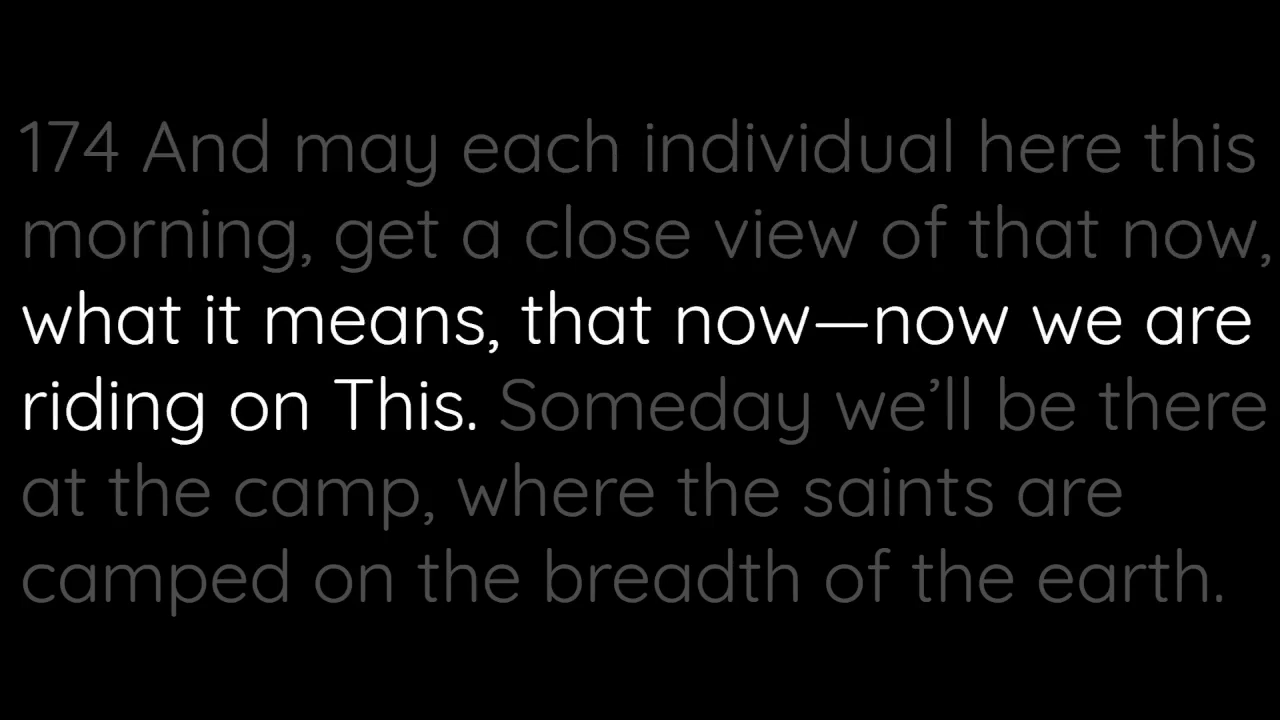 174 And may each individual here this
morning, get a close view of that now,
what it means, that now—now we are
riding on This. Someday we’ll be there
at the camp, where the saints are
camped on the breadth of the earth.